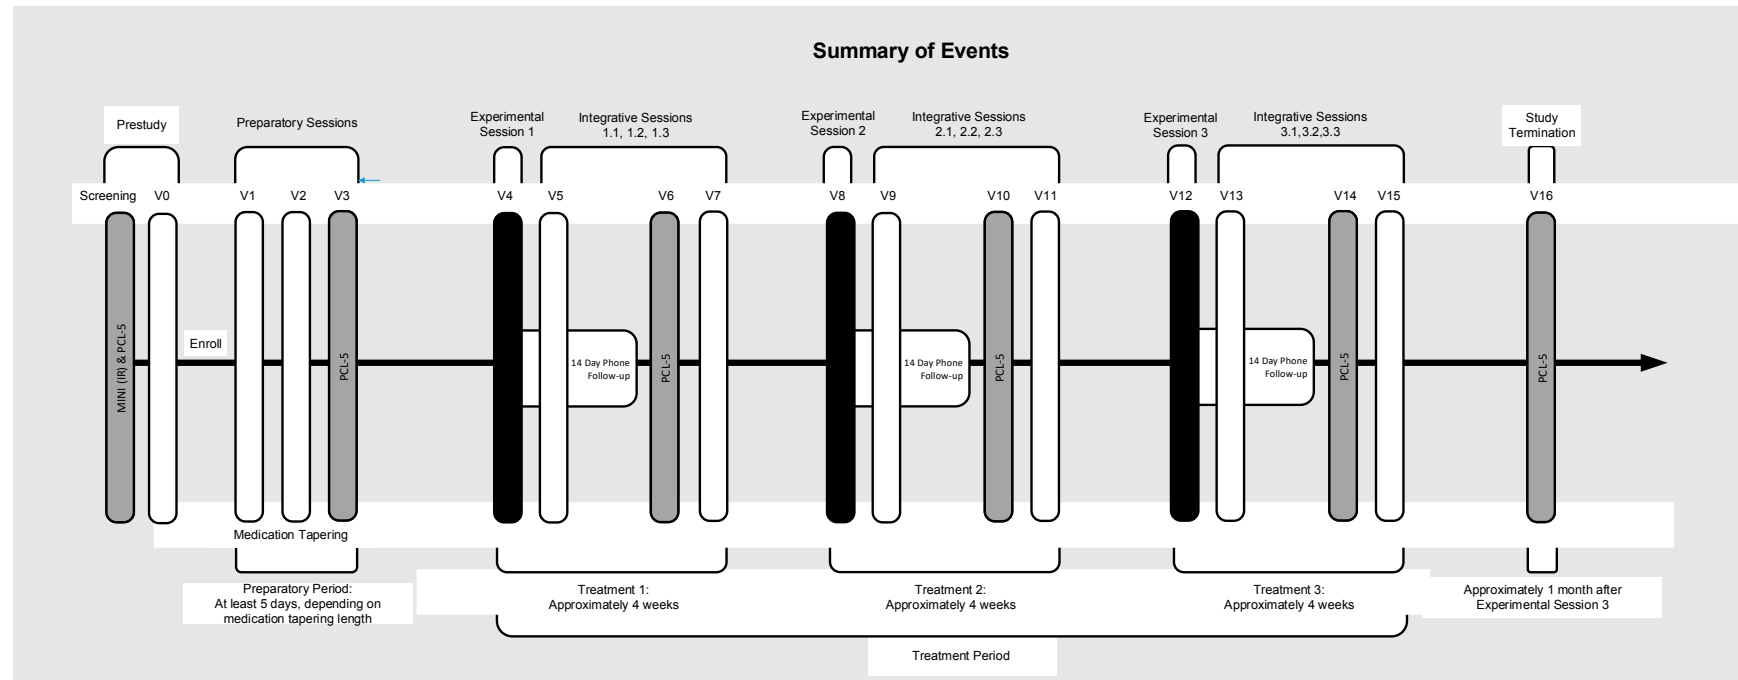 Summary of Events
Prestudy
Preparatory Sessions
Experimental
Session 1
Integrative Sessions
1.1, 1.2, 1.3
Experimental
Session 2
Integrative Sessions
2.1, 2.2, 2.3
Experimental
Session 3
Integrative Sessions
3.1,3.2,3.3
Study
Termination
Screening
V0
V1
V2
V3
V4
V5
V6
V7
V8
V9
V10
V11
V12
V13
V14
V15
V16
MINI (IR) & PCL-5
Enroll
PCL-5
14 Day Phone
Follow-up
PCL-5
14 Day Phone
Follow-up
PCL-5
14 Day Phone
Follow-up
PCL-5
PCL-5
Medication Tapering
Preparatory Period:
At least 5 days, depending on
medication tapering length
Treatment 1:
Approximately 4 weeks
Treatment 2:
Approximately 4 weeks
Treatment 3:
Approximately 4 weeks
Approximately 1 month after
Experimental Session 3
Treatment Period